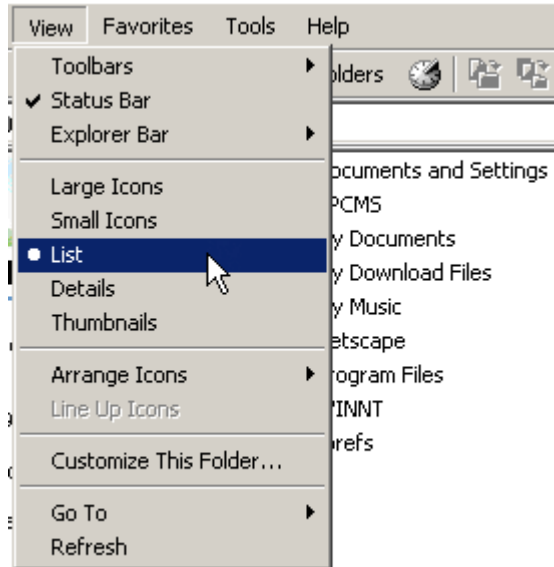 View Favorites Tools Help
Toolbars
Status Bar
Explorer Bar
Large Icons
Small Icons
List
Details
Thumbnails
Arrange Icons
Line Up Icons
Customize This Folder...
Go To
Refresh
olders
ocuments and Settings
PCMS
y Documents
y Download Files
y Music
etscape
rogram Files
INNT
refs